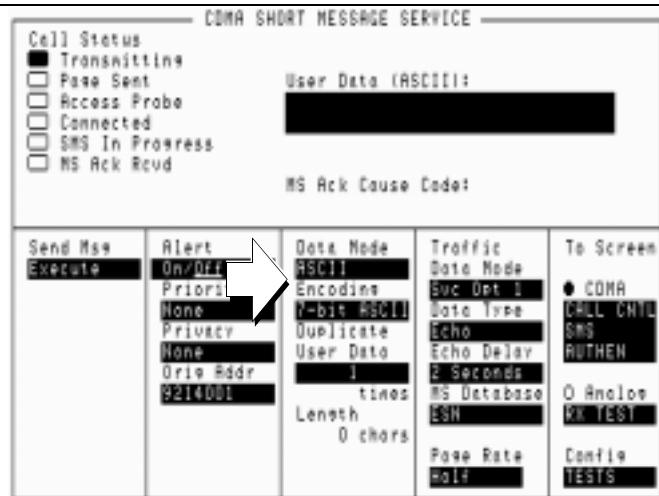 CDMA SHORT MESSAGE SERVICE
Call Status
Transmitting
Page Sent
Access Probe
Connected
SMS In Progress
MS Ack Rcvd
User Data (ASCII):
MS Ack Cause Code:
Send Msg
Execute
Alert
On/Off
Priori
None
Privacy
None
Orig Addr
9214001
Data Mode
ASCII
Encoding
7-bit ASCII
Duplicate
User Data
1
times
Length
0 chars
Traffic
Data Mode
Svc Opt 1
Data Type
Echo
Echo Delay
2 Seconds
MS Database
ESN
Page Rate
Half
To Screen
CDMA
CALL CNTL
SMS
AUTHEN
Analog
RX TEST
Config
TESTS